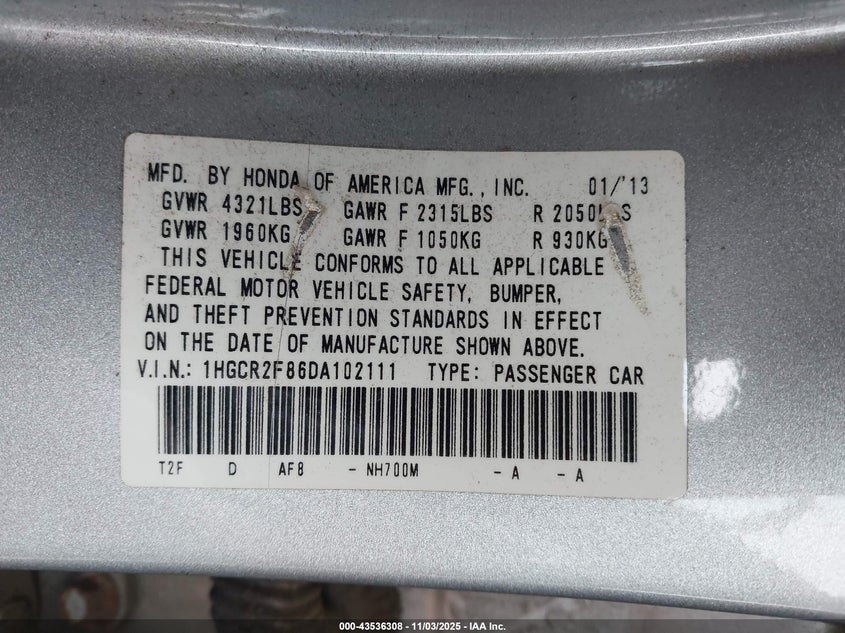 MFD. BY HONDA OF AMERICA MFG., INC. 01/'13
GVWR 4321LBS GAWR F 2315LBS R 2050LBS
GVWR 1960KG GAWR F 1050KG R 930KG
THIS VEHICLE CONFORMS TO ALL APPLICABLE
FEDERAL MOTOR VEHICLE SAFETY, BUMPER,
AND THEFT PREVENTION STANDARDS IN EFFECT
ON THE DATE OF MANUFACTURE SHOWN ABOVE.
V.I.N.: 1HGCR2F86DA102111 TYPE: PASSENGER CAR
T2F D AF8 - NH700M - A - A
000-43536308 - 11/03/2025 - IAA Inc.